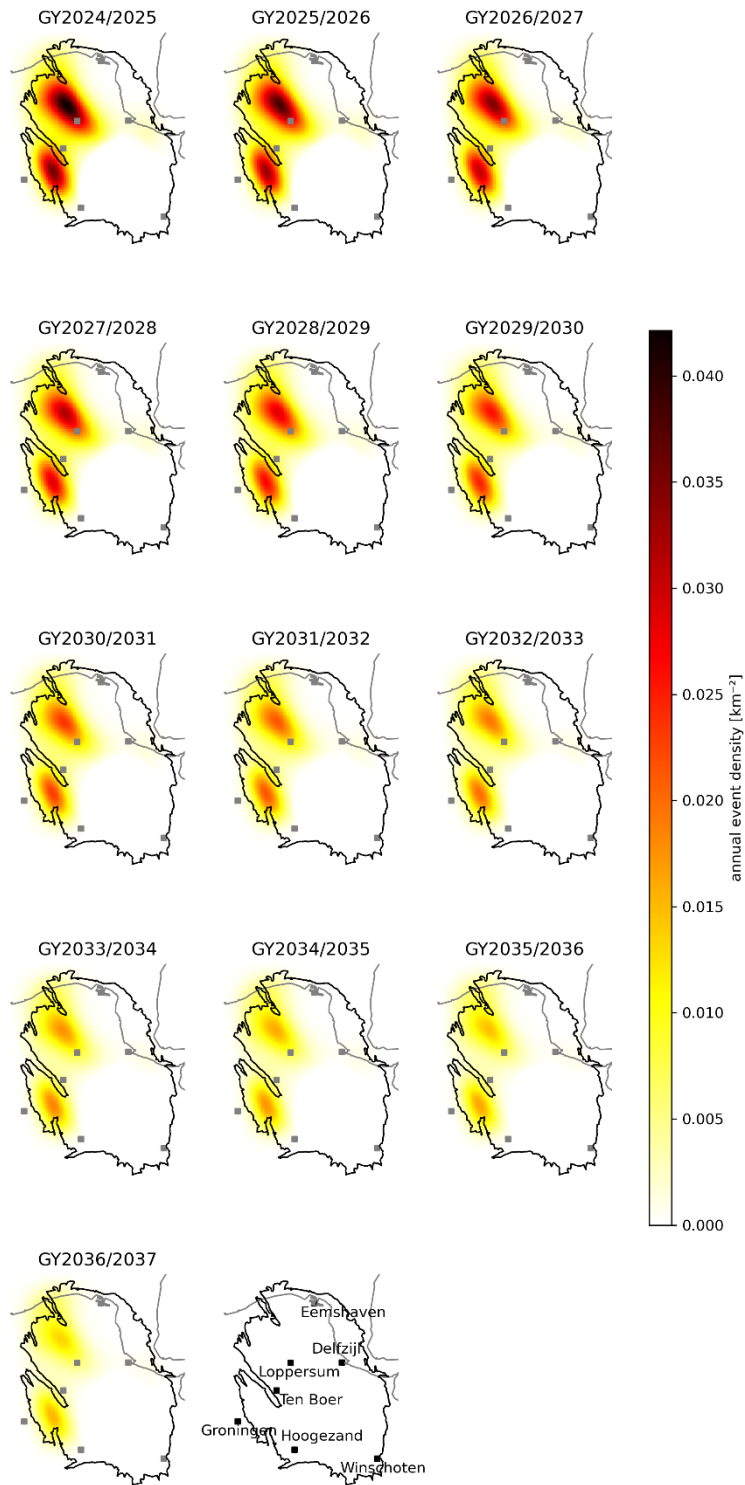 GY2024/2025
GY2025/2026
GY2026/2027
GY2027/2028
GY2028/2029
GY2029/2030
GY2030/2031
GY2031/2032
GY2032/2033
GY2033/2034
GY2034/2035
GY2035/2036
GY2036/2037
Eemshaven
Delfzijl
Loppersum
Ten Boer
Groningen
Hoogezand
Winschoten
0.040
0.035
0.030
0.025
0.020
0.015
0.010
0.005
0.000
annual event density [km⁻²]